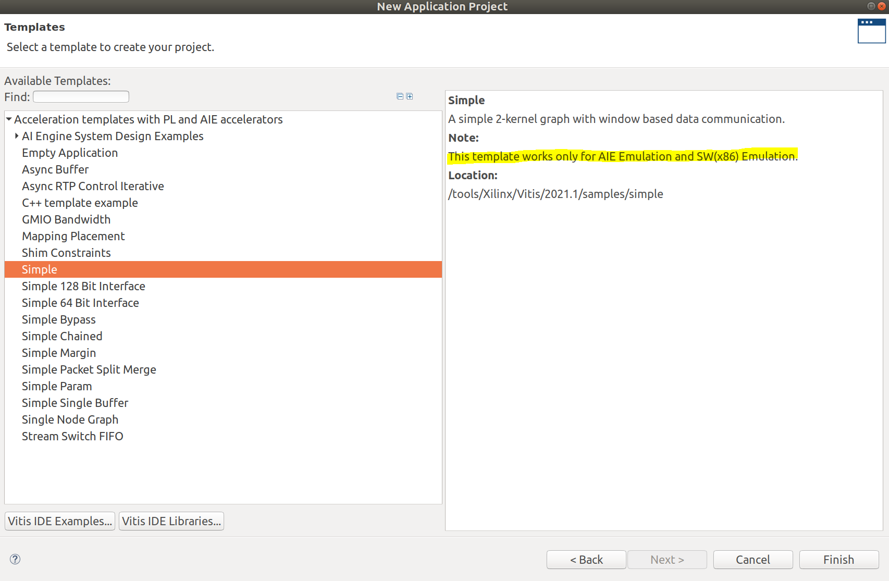 New Application Project
Templates
Select a template to create your project.
Available Templates:
Find:
Acceleration templates with PL and AIE accelerators
AI Engine System Design Examples
Empty Application
Async Buffer
Async RTP Control Iterative
C++ template example
GMIO Bandwidth
Mapping Placement
Shim Constraints
Simple
Simple 128 Bit Interface
Simple 64 Bit Interface
Simple Bypass
Simple Chained
Simple Margin
Simple Packet Split Merge
Simple Param
Simple Single Buffer
Single Node Graph
Stream Switch FIFO
Vitis IDE Examples...
Vitis IDE Libraries...
Simple
A simple 2-kernel graph with window based data communication.
Note:
This template works only for AIE Emulation and SW(x86) Emulation.
Location:
/tools/Xilinx/Vitis/2021.1/samples/simple
?
< Back
Next >
Cancel
Finish